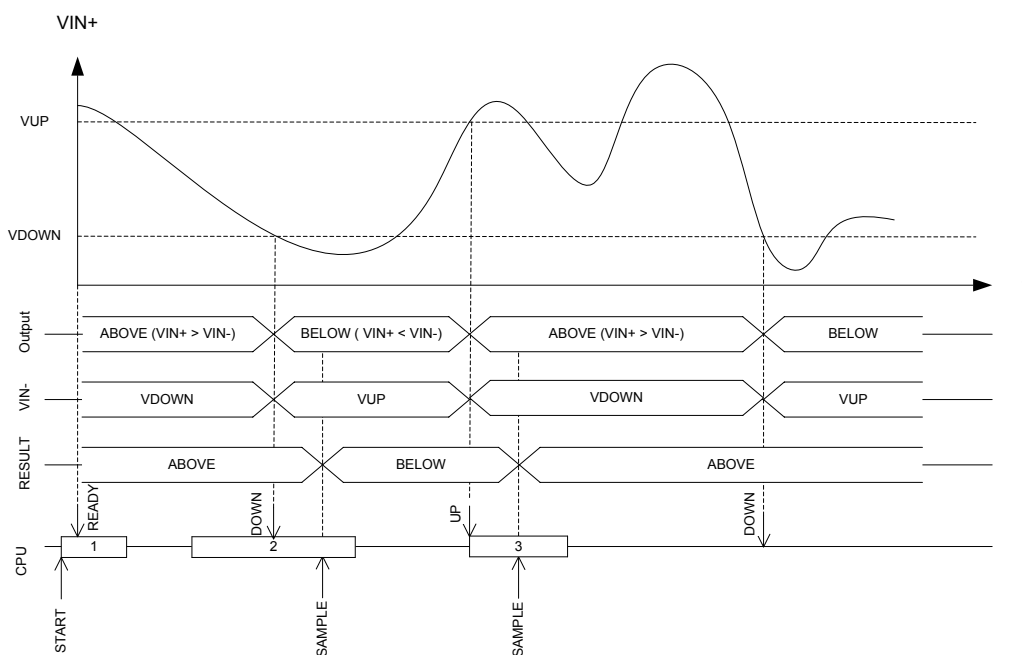 VIN+
VUP
VDOWN
Output
ABOVE (VIN+ > VIN-)
BELOW ( VIN+ < VIN-)
ABOVE (VIN+ > VIN-)
BELOW
VIN-
VDOWN
VUP
VDOWN
VUP
RESULT
ABOVE
BELOW
ABOVE
READY
DOWN
UP
DOWN
CPU
1
2
3
START
SAMPLE
SAMPLE